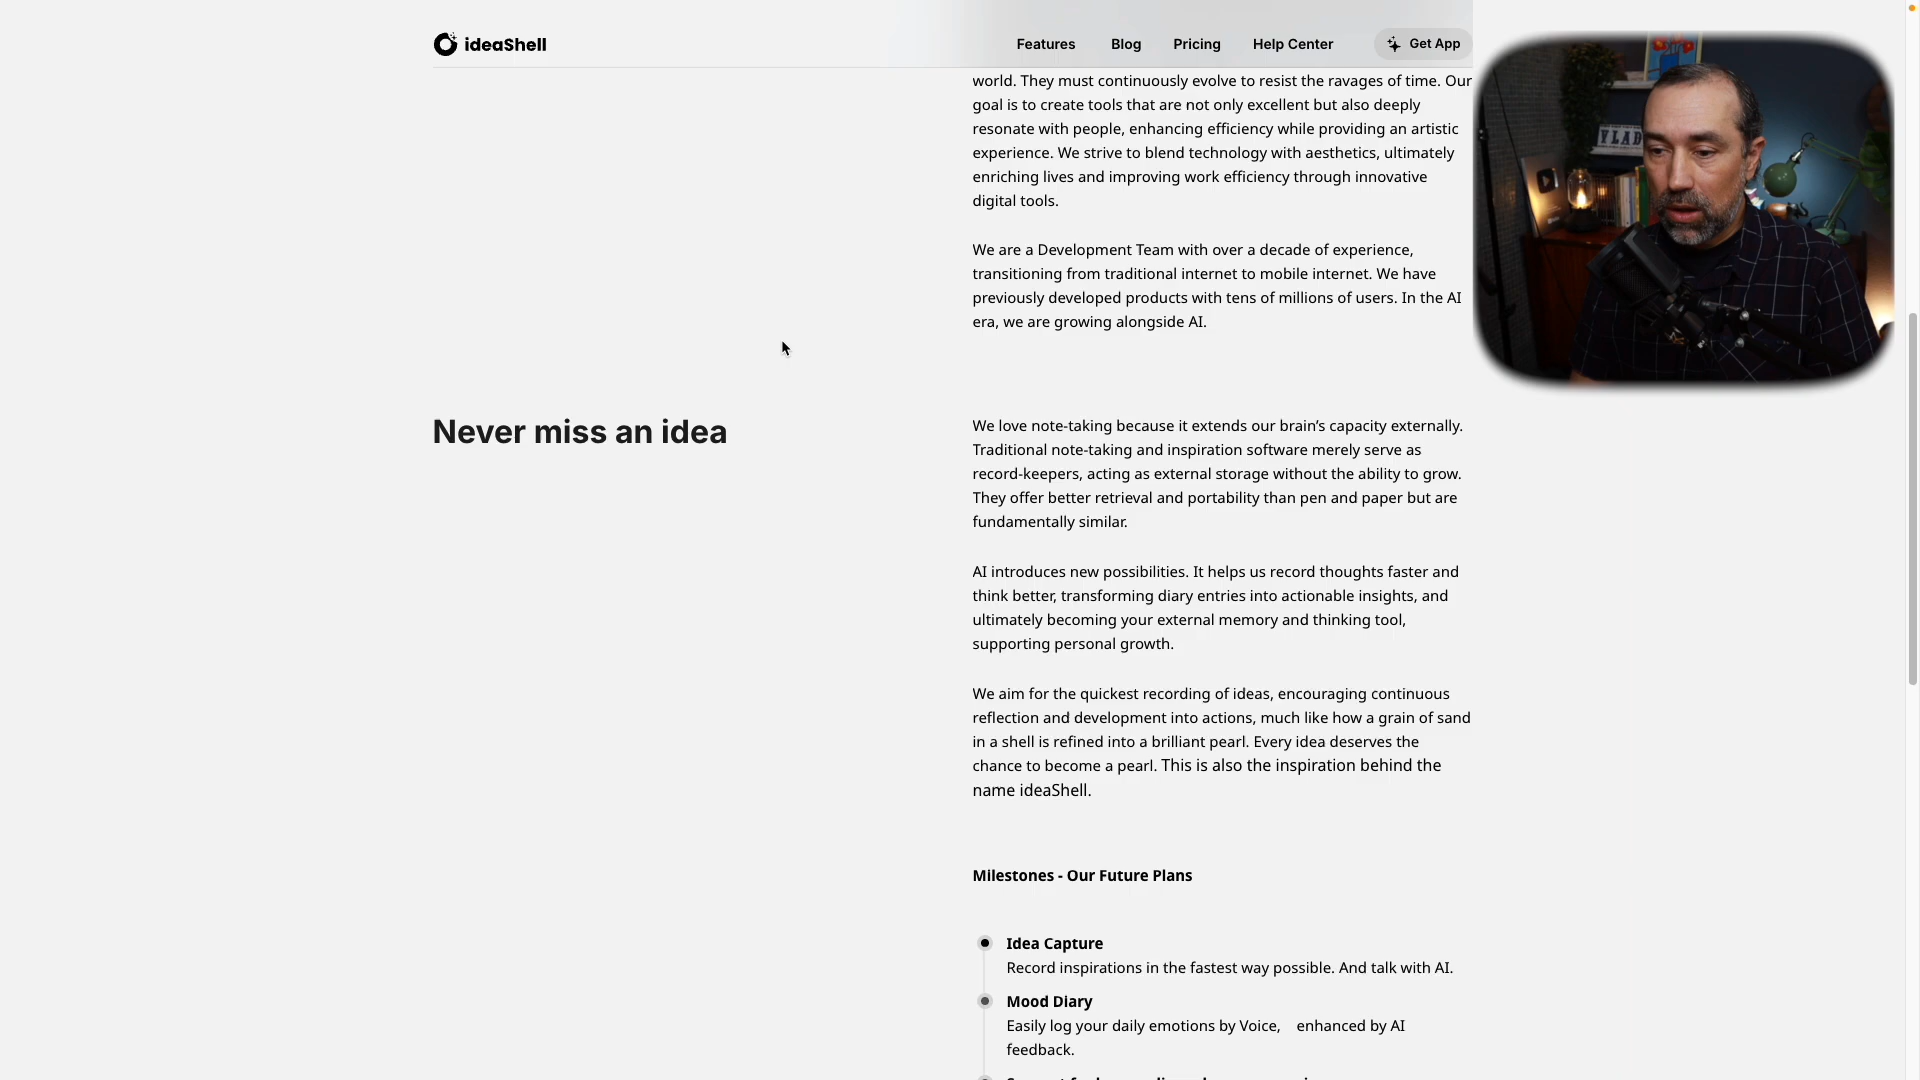 ideaShell
Features
Blog
Pricing
Help Center
Get App
world. They must continuously evolve to resist the ravages of time. Our
goal is to create tools that are not only excellent but also deeply
resonate with people, enhancing efficiency while providing an artistic
experience. We strive to blend technology with aesthetics, ultimately
enriching lives and improving work efficiency through innovative
digital tools.
We are a Development Team with over a decade of experience,
transitioning from traditional internet to mobile internet. We have
previously developed products with tens of millions of users. In the AI
era, we are growing alongside AI.
VLAD
Never miss an idea
We love note-taking because it extends our brain’s capacity externally.
Traditional note-taking and inspiration software merely serve as
record-keepers, acting as external storage without the ability to grow.
They offer better retrieval and portability than pen and paper but are
fundamentally similar.
AI introduces new possibilities. It helps us record thoughts faster and
think better, transforming diary entries into actionable insights, and
ultimately becoming your external memory and thinking tool,
supporting personal growth.
We aim for the quickest recording of ideas, encouraging continuous
reflection and development into actions, much like how a grain of sand
in a shell is refined into a brilliant pearl. Every idea deserves the
chance to become a pearl. This is also the inspiration behind the
name ideaShell.
Milestones - Our Future Plans
Idea Capture
Record inspirations in the fastest way possible. And talk with AI.
Mood Diary
Easily log your daily emotions by Voice, enhanced by AI
feedback.